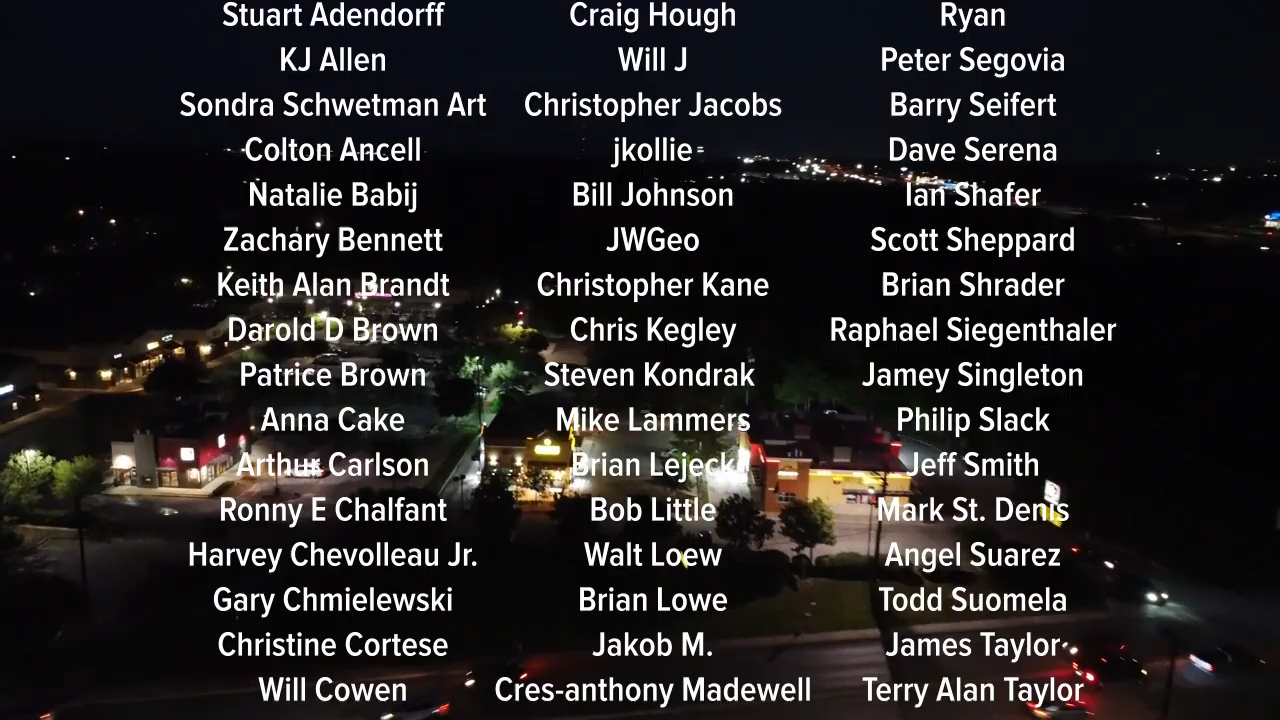 Stuart Adendorff
KJ Allen
Sondra Schwetman Art
Colton Ancell
Natalie Babij
Zachary Bennett
Keith Alan Brandt
Darold D Brown
Patrice Brown
Anna Cake
Arthur Carlson
Ronny E Chalfant
Harvey Chevolleau Jr.
Gary Chmielewski
Christine Cortese
Will Cowen
Craig Hough
Will J
Christopher Jacobs
jkollie
Bill Johnson
JWGeo
Christopher Kane
Chris Kegley
Steven Kondrak
Mike Lammers
Brian Lejeck
Bob Little
Walt Loew
Brian Lowe
Jakob M.
Cres-anthony Madewell
Ryan
Peter Segovia
Barry Seifert
Dave Serena
Ian Shafer
Scott Sheppard
Brian Shrader
Raphael Siegenthaler
Jamey Singleton
Philip Slack
Jeff Smith
Mark St. Denis
Angel Suarez
Todd Suomela
James Taylor
Terry Alan Taylor